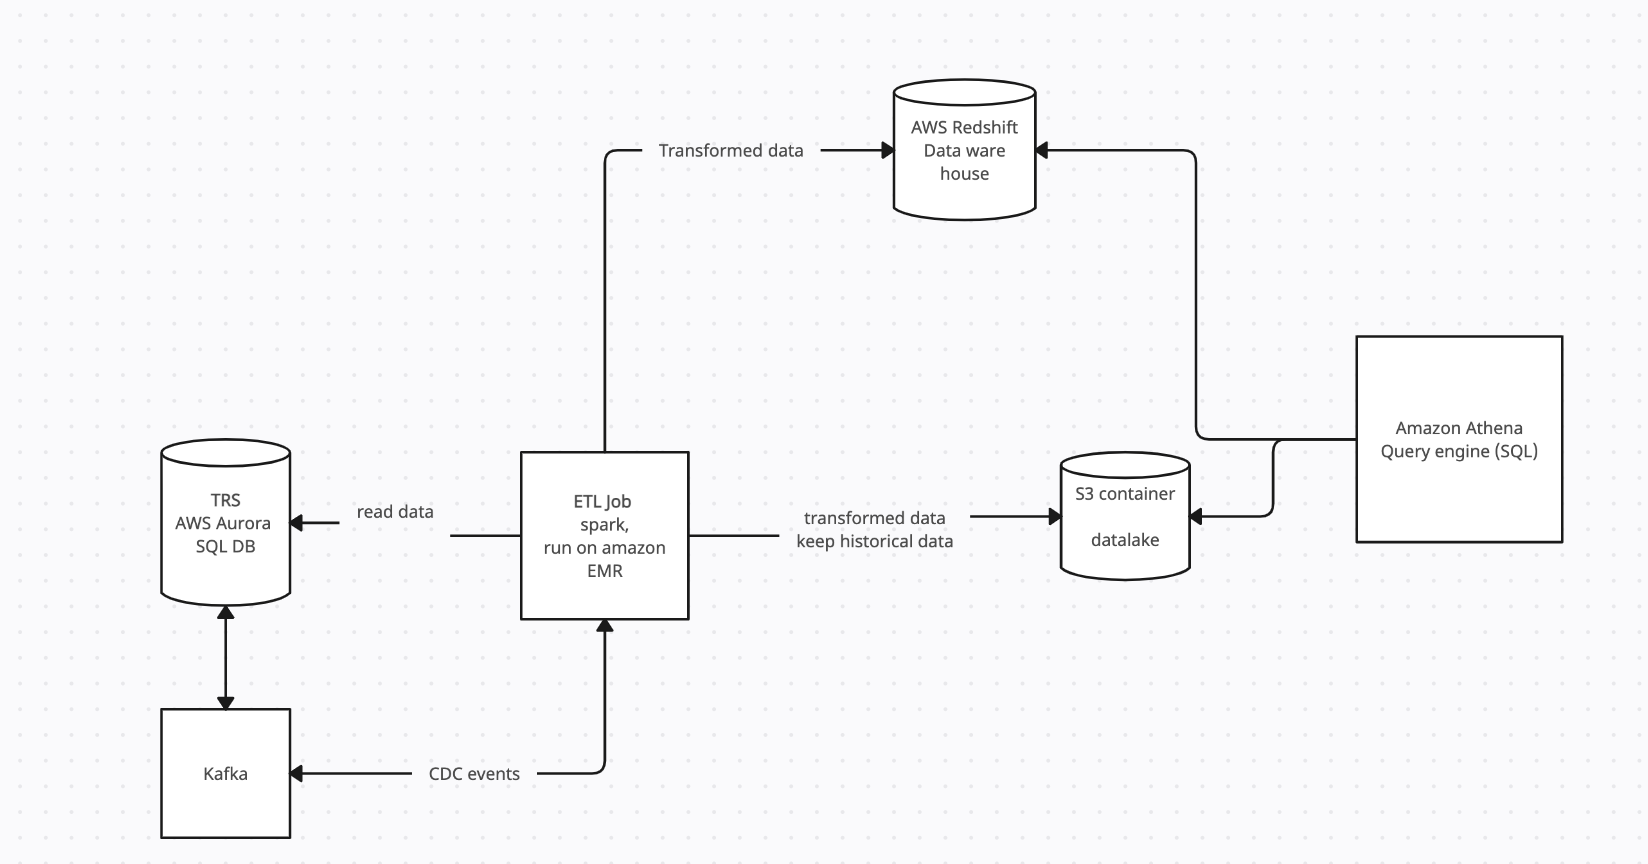 AWS Redshift
Data ware
house
Transformed data
Amazon Athena
Query engine (SQL)
TRS
AWS Aurora
SQL DB
read data
ETL Job
spark,
run on amazon
EMR
transformed data
keep historical data
S3 container
datalake
Kafka
CDC events